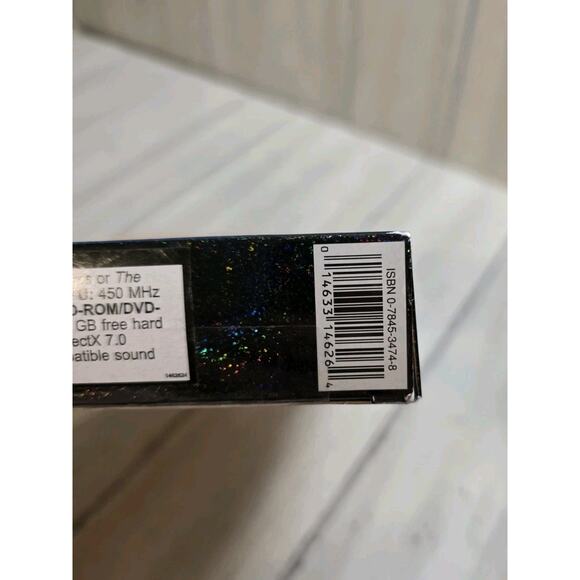 s or The
U: 450 MHz
D-ROM/DVD-
GB free hard
ectX 7.0
patible sound
1462624
ISBN 0-7845-3474-8
0 14633 14626 4